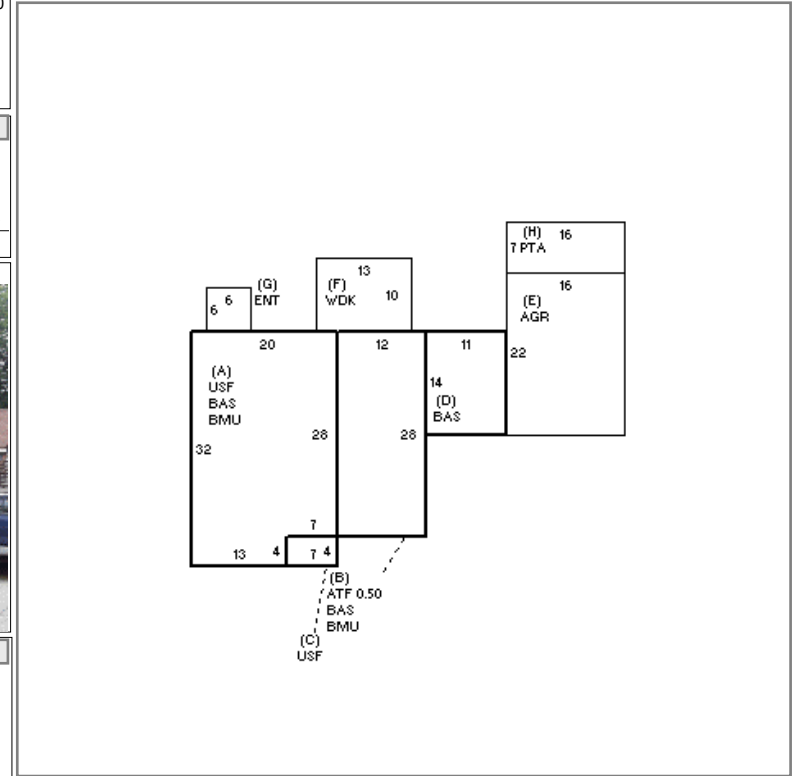 (H) 16
7 PTA
16
(E)
AGR
22
13
(F)
WDK 10
(G)
ENT
6
6
20
12
11
(A)
USF
BAS
BMU
14
(D)
BAS
28
28
32
7
13
4
7 4
(B)
ATF 0.50
BAS
BMU
(C)
USF